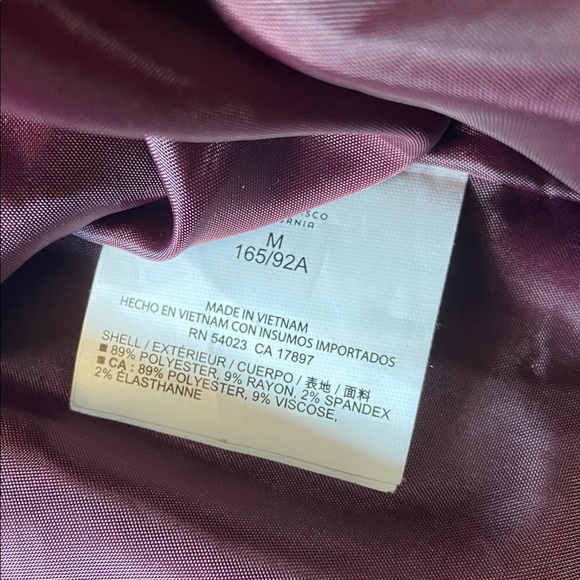 M
165/92A
MADE IN VIETNAM
HECHO EN VIETNAM CON INSUMOS IMPORTADOS
RN 54023 CA 17897
SHELL / EXTÉRIEUR / CUERPO / 表地 / 面料
■ 89% POLYESTER, 9% RAYON, 2% SPANDEX
■ CA : 89% POLYESTER, 9% VISCOSE,
2% ÉLASTHANNE